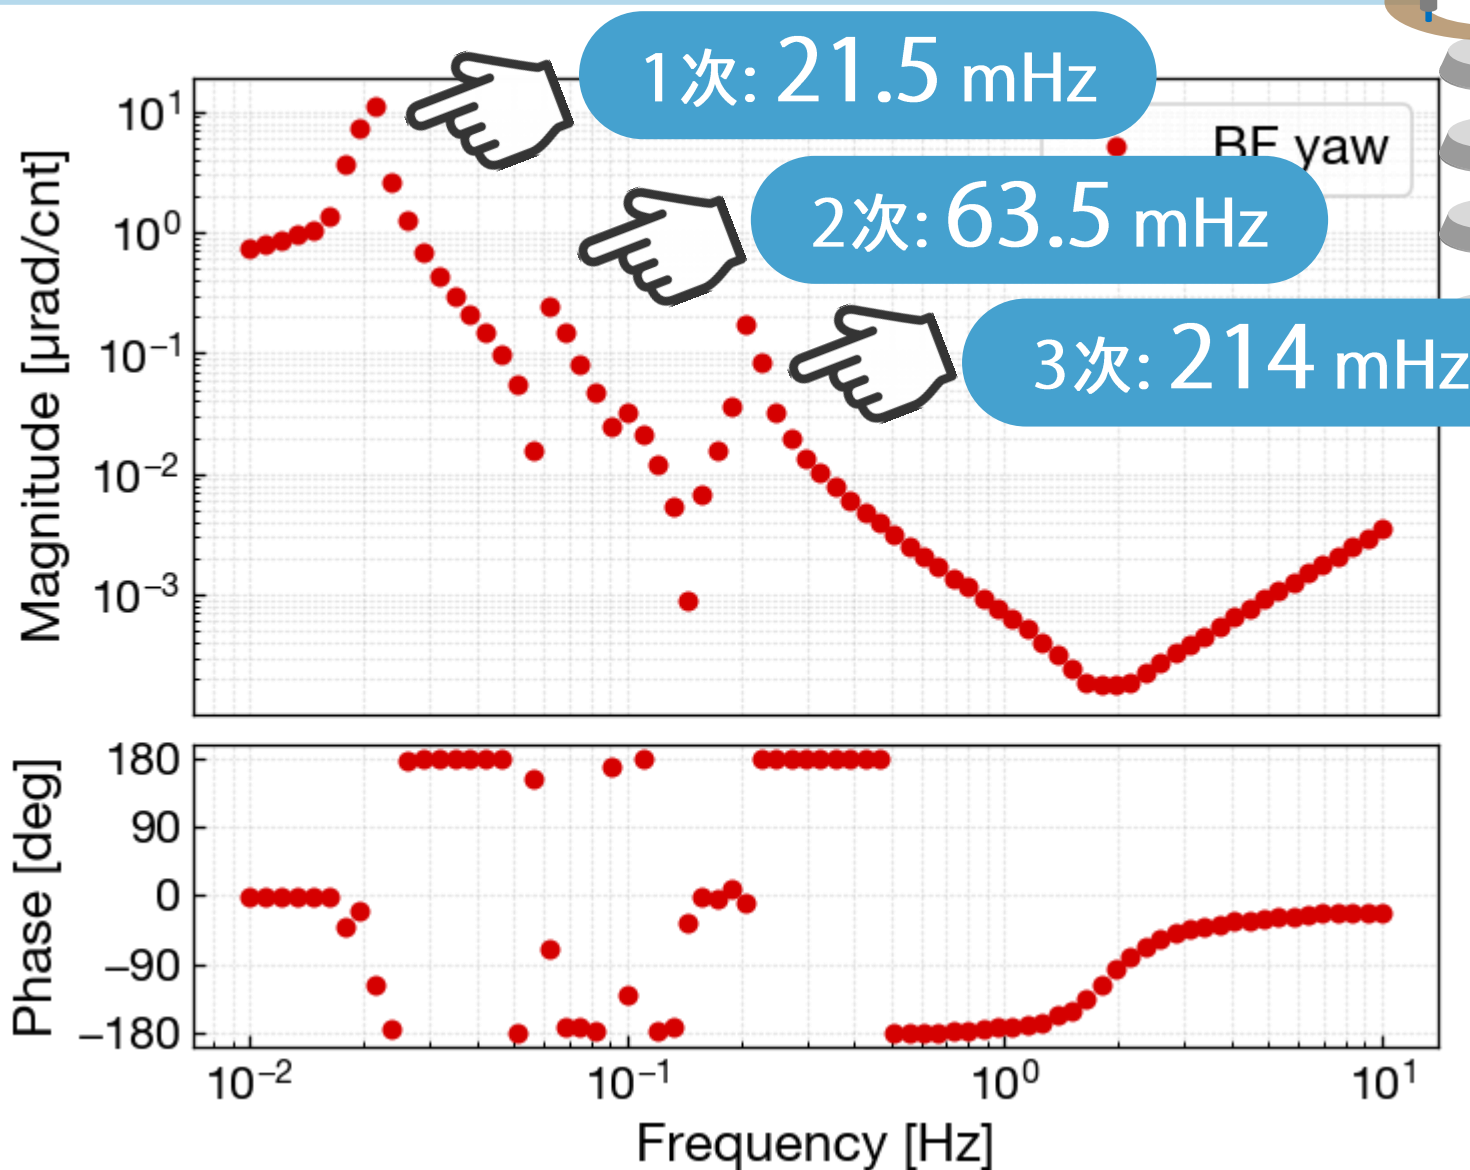 1次: 21.5 mHz
BF yaw
2次: 63.5 mHz
3次: 214 mHz
Magnitude [μrad/cnt]
10¹
10⁰
10⁻¹
10⁻²
10⁻³
Phase [deg]
180
90
0
−90
−180
10⁻²
10⁻¹
10⁰
10¹
Frequency [Hz]